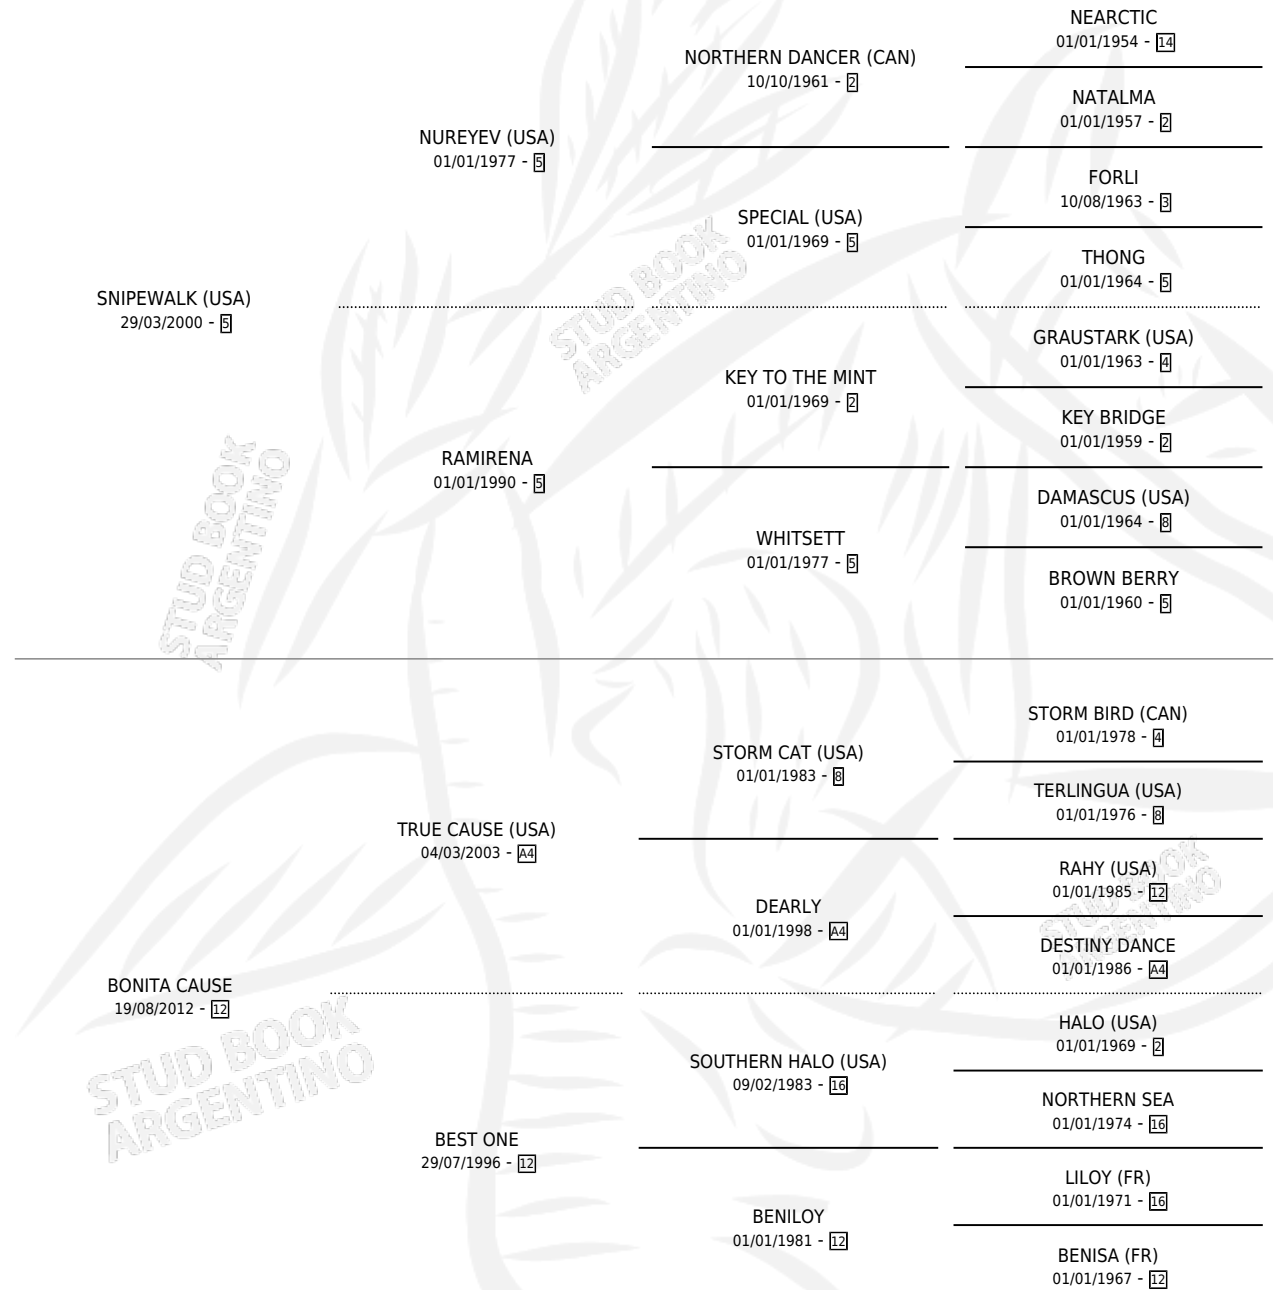 NEARCTIC
01/01/1954 - 14
NORTHERN DANCER (CAN)
10/10/1961 - 2
NATALMA
01/01/1957 - 2
NUREYEV (USA)
01/01/1977 - 5
FORLI
10/08/1963 - 3
SPECIAL (USA)
01/01/1969 - 5
THONG
01/01/1964 - 5
SNIPEWALK (USA)
29/03/2000 - 5
STUD BOOK
ARGENTINO
GRAUSTARK (USA)
01/01/1963 - 4
KEY TO THE MINT
01/01/1969 - 2
KEY BRIDGE
01/01/1959 - 2
RAMIRENA
01/01/1990 - 5
DAMASCUS (USA)
01/01/1964 - 8
WHITSETT
01/01/1977 - 5
BROWN BERRY
01/01/1960 - 5
STUD BOOK
ARGENTINO
STORM BIRD (CAN)
01/01/1978 - 4
STORM CAT (USA)
01/01/1983 - 8
TERLINGUA (USA)
01/01/1976 - 8
TRUE CAUSE (USA)
04/03/2003 - A4
RAHY (USA)
01/01/1985 - 12
STUD BOOK
ARGENTINO
DEARLY
01/01/1998 - A4
DESTINY DANCE
01/01/1986 - A4
BONITA CAUSE
19/08/2012 - 12
STUD BOOK
ARGENTINO
HALO (USA)
01/01/1969 - 2
SOUTHERN HALO (USA)
09/02/1983 - 16
NORTHERN SEA
01/01/1974 - 16
BEST ONE
29/07/1996 - 12
LILOY (FR)
01/01/1971 - 16
BENILOY
01/01/1981 - 12
BENISA (FR)
01/01/1967 - 12